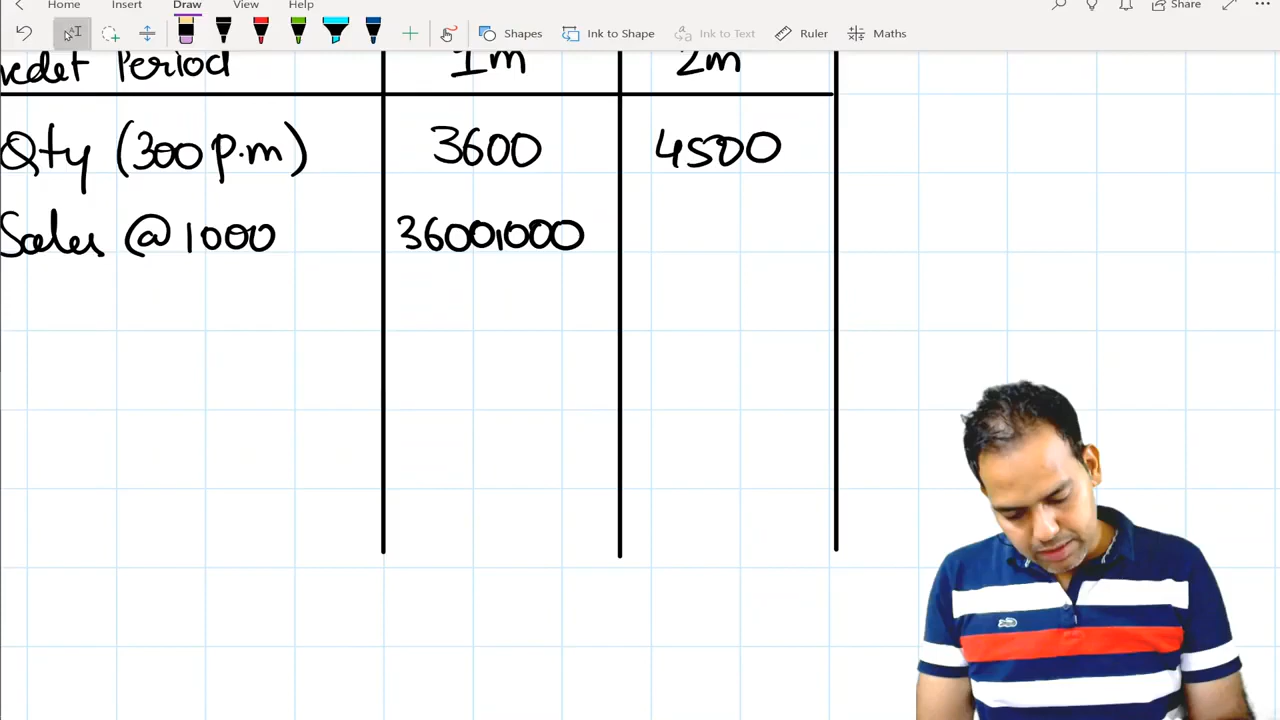 Home Insert Draw View Help Share
Shapes Ink to Shape Ink to Text Ruler Maths
Period 1m 2m
Qty (300 p.m) 3600 4500
Sales @ 1000 3600,000